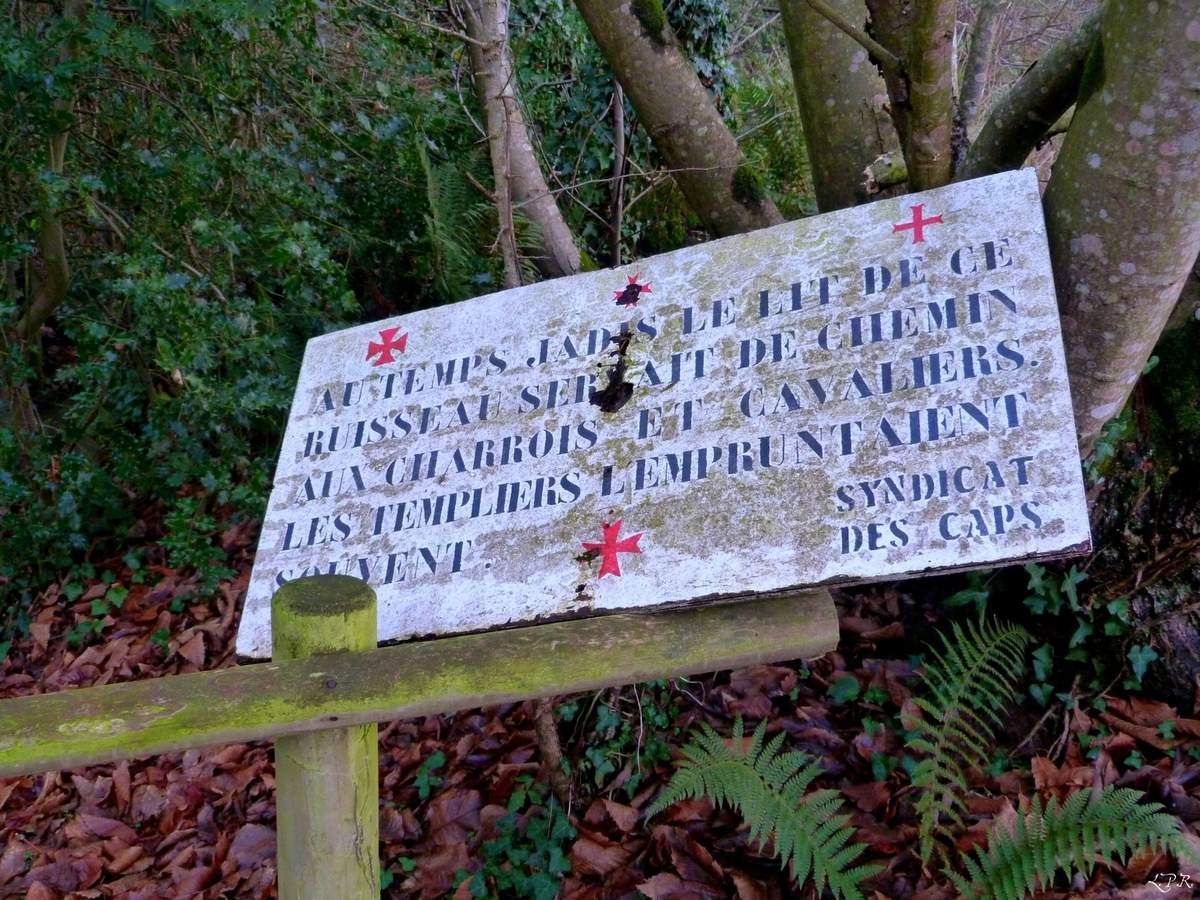 AU TEMPS JADIS LE LIT DE CE
RUISSEAU SERVAIT DE CHEMIN
AUX CHARROIS ET CAVALIERS.
LES TEMPLIERS L'EMPRUNTAIENT
SOUVENT.
SYNDICAT
DES CAPS
L.P.R.